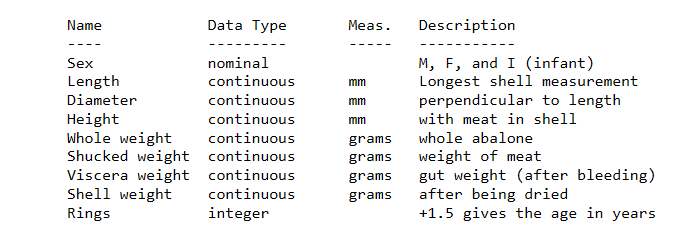 Name Data Type Meas. Description
---- --------- ----- -----------
Sex nominal M, F, and I (infant)
Length continuous mm Longest shell measurement
Diameter continuous mm perpendicular to length
Height continuous mm with meat in shell
Whole weight continuous grams whole abalone
Shucked weight continuous grams weight of meat
Viscera weight continuous grams gut weight (after bleeding)
Shell weight continuous grams after being dried
Rings integer +1.5 gives the age in years